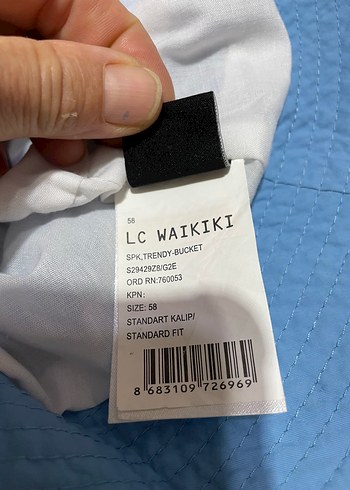 58
LC WAIKIKI
SPK,TRENDY-BUCKET
S29429Z8/G2E
ORD RN:760053
KPN:
SIZE: 58
STANDART KALIP/
STANDARD FIT
8 683109 726969